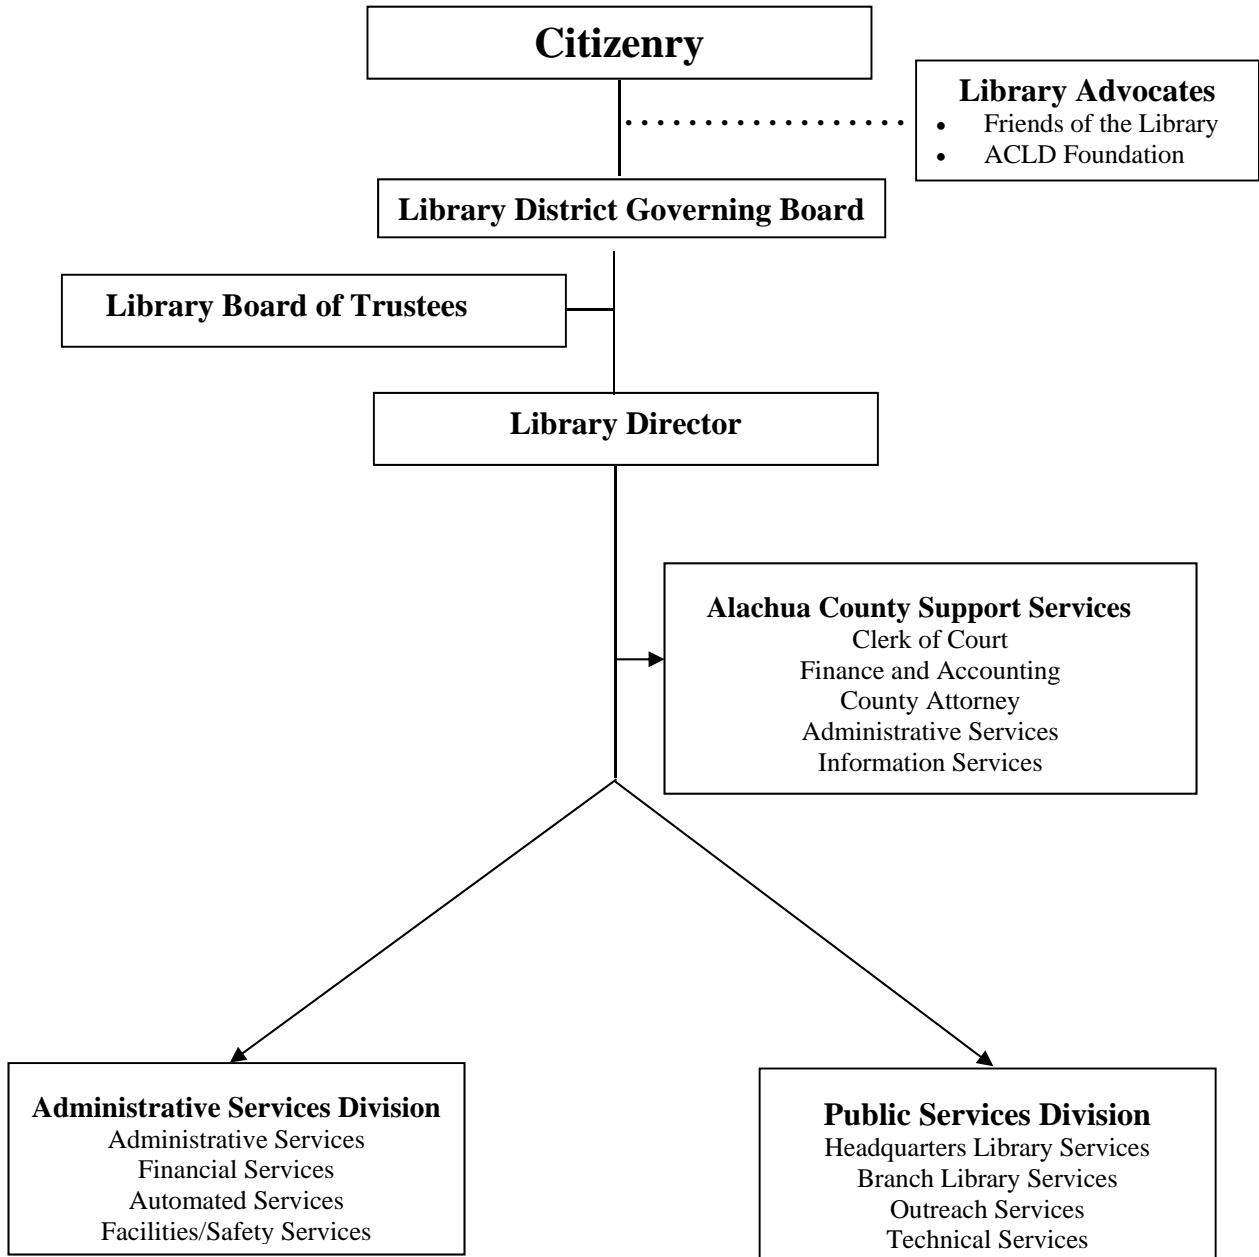 Citizenry
Library Advocates
• Friends of the Library
• ACLD Foundation
Library District Governing Board
Library Board of Trustees
Library Director
Alachua County Support Services
Clerk of Court
Finance and Accounting
County Attorney
Administrative Services
Information Services
Administrative Services Division
Administrative Services
Financial Services
Automated Services
Facilities/Safety Services
Public Services Division
Headquarters Library Services
Branch Library Services
Outreach Services
Technical Services